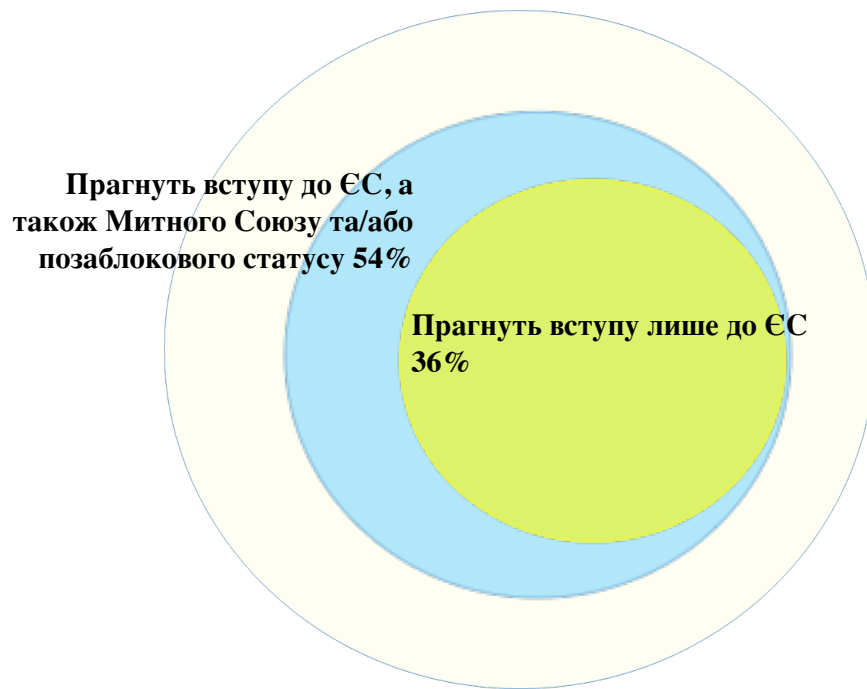 Прагнуть вступу до ЄС, а
також Митного Союзу та/або
позаблокового статусу 54%
Прагнуть вступу лише до ЄС
36%